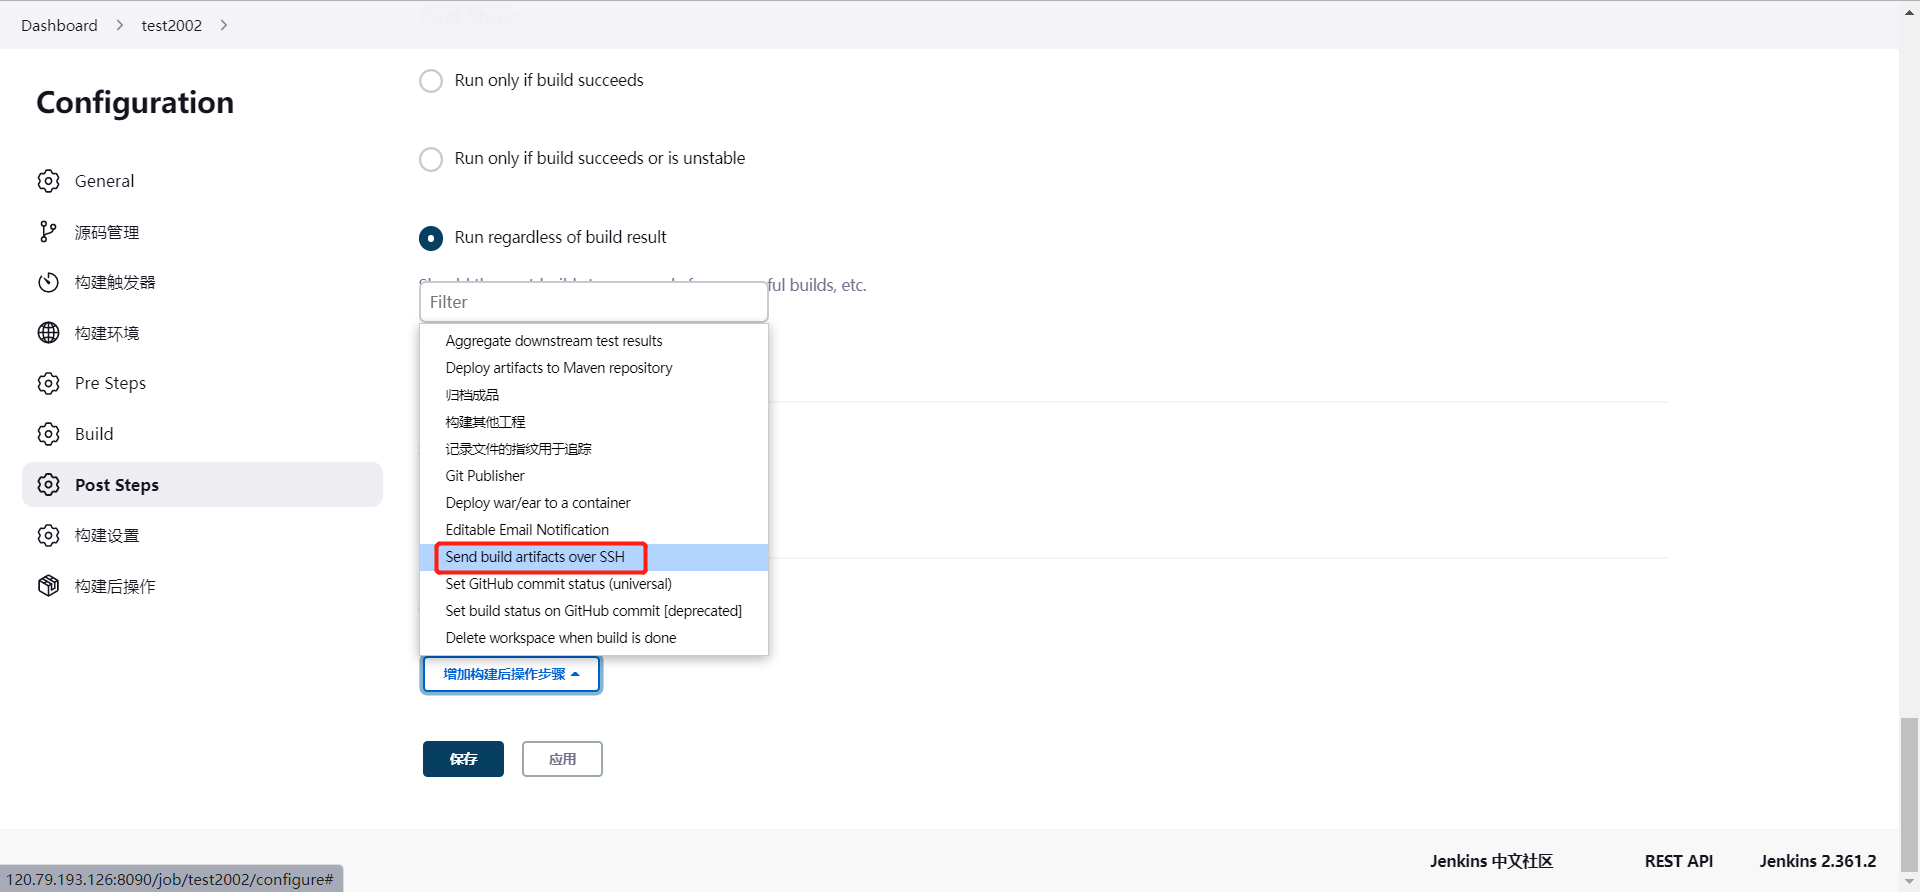 Dashboard
test2002
Configuration
General
源码管理
构建触发器
构建环境
Pre Steps
Build
Post Steps
构建设置
构建后操作
Run only if build succeeds
Run only if build succeeds or is unstable
Run regardless of build result
ful builds, etc.
Filter
Aggregate downstream test results
Deploy artifacts to Maven repository
归档成品
构建其他工程
记录文件的指纹用于追踪
Git Publisher
Deploy war/ear to a container
Editable Email Notification
Send build artifacts over SSH
Set GitHub commit status (universal)
Set build status on GitHub commit [deprecated]
Delete workspace when build is done
增加构建后操作步骤
保存
应用
Jenkins 中文社区
REST API
Jenkins 2.361.2
120.79.193.126:8090/job/test2002/configure#